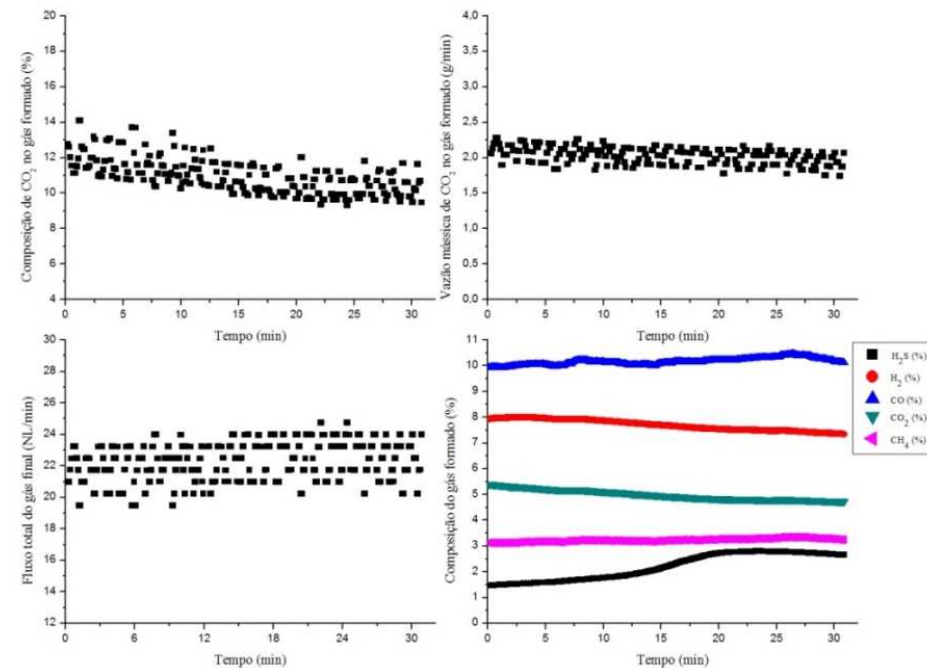 Composição de CO2 no gás formado (%)
20
18
16
14
12
10
8
6
4
0 5 10 15 20 25 30
Tempo (min)
Vazão mássica de CO2 no gás formado (g/min)
4,0
3,5
3,0
2,5
2,0
1,5
1,0
0,5
0,0
0 5 10 15 20 25 30
Tempo (min)
Fluxo total do gás final (NL/min)
30
28
26
24
22
20
18
16
14
12
0 6 12 18 24 30
Tempo (min)
Composição do gás formado (%)
11
10
9
8
7
6
5
4
3
2
1
0
0 5 10 15 20 25 30
Tempo (min)
H2S (%)
H2 (%)
CO (%)
CO2 (%)
CH4 (%)